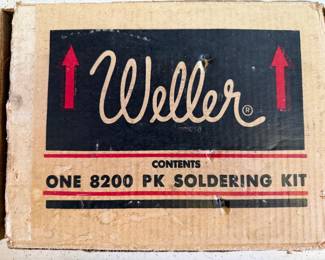 Weller®
CONTENTS
ONE 8200 PK SOLDERING KIT